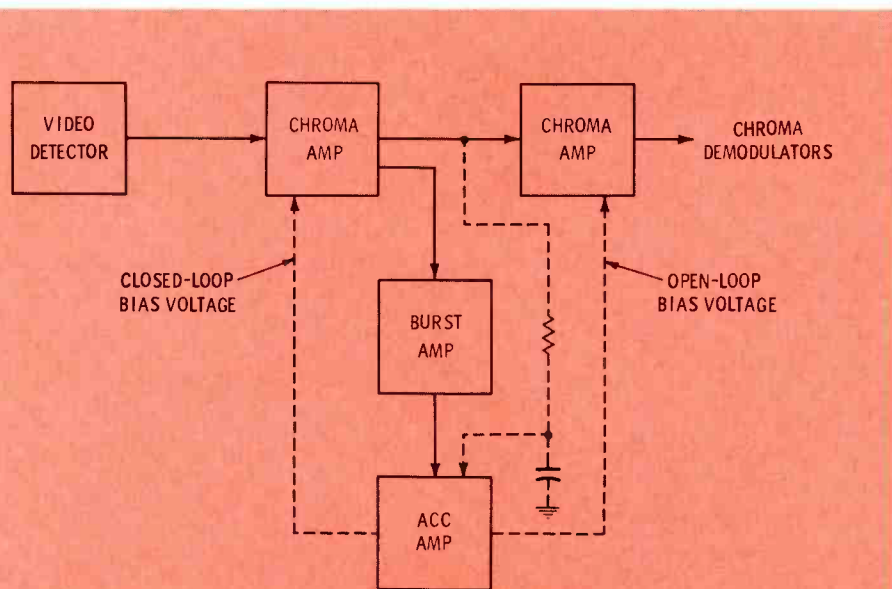 VIDEO
DETECTOR
CHROMA
AMP
CHROMA
AMP
CHROMA
DEMODULATORS
CLOSED-LOOP
BIAS VOLTAGE
OPEN-LOOP
BIAS VOLTAGE
BURST
AMP
ACC
AMP